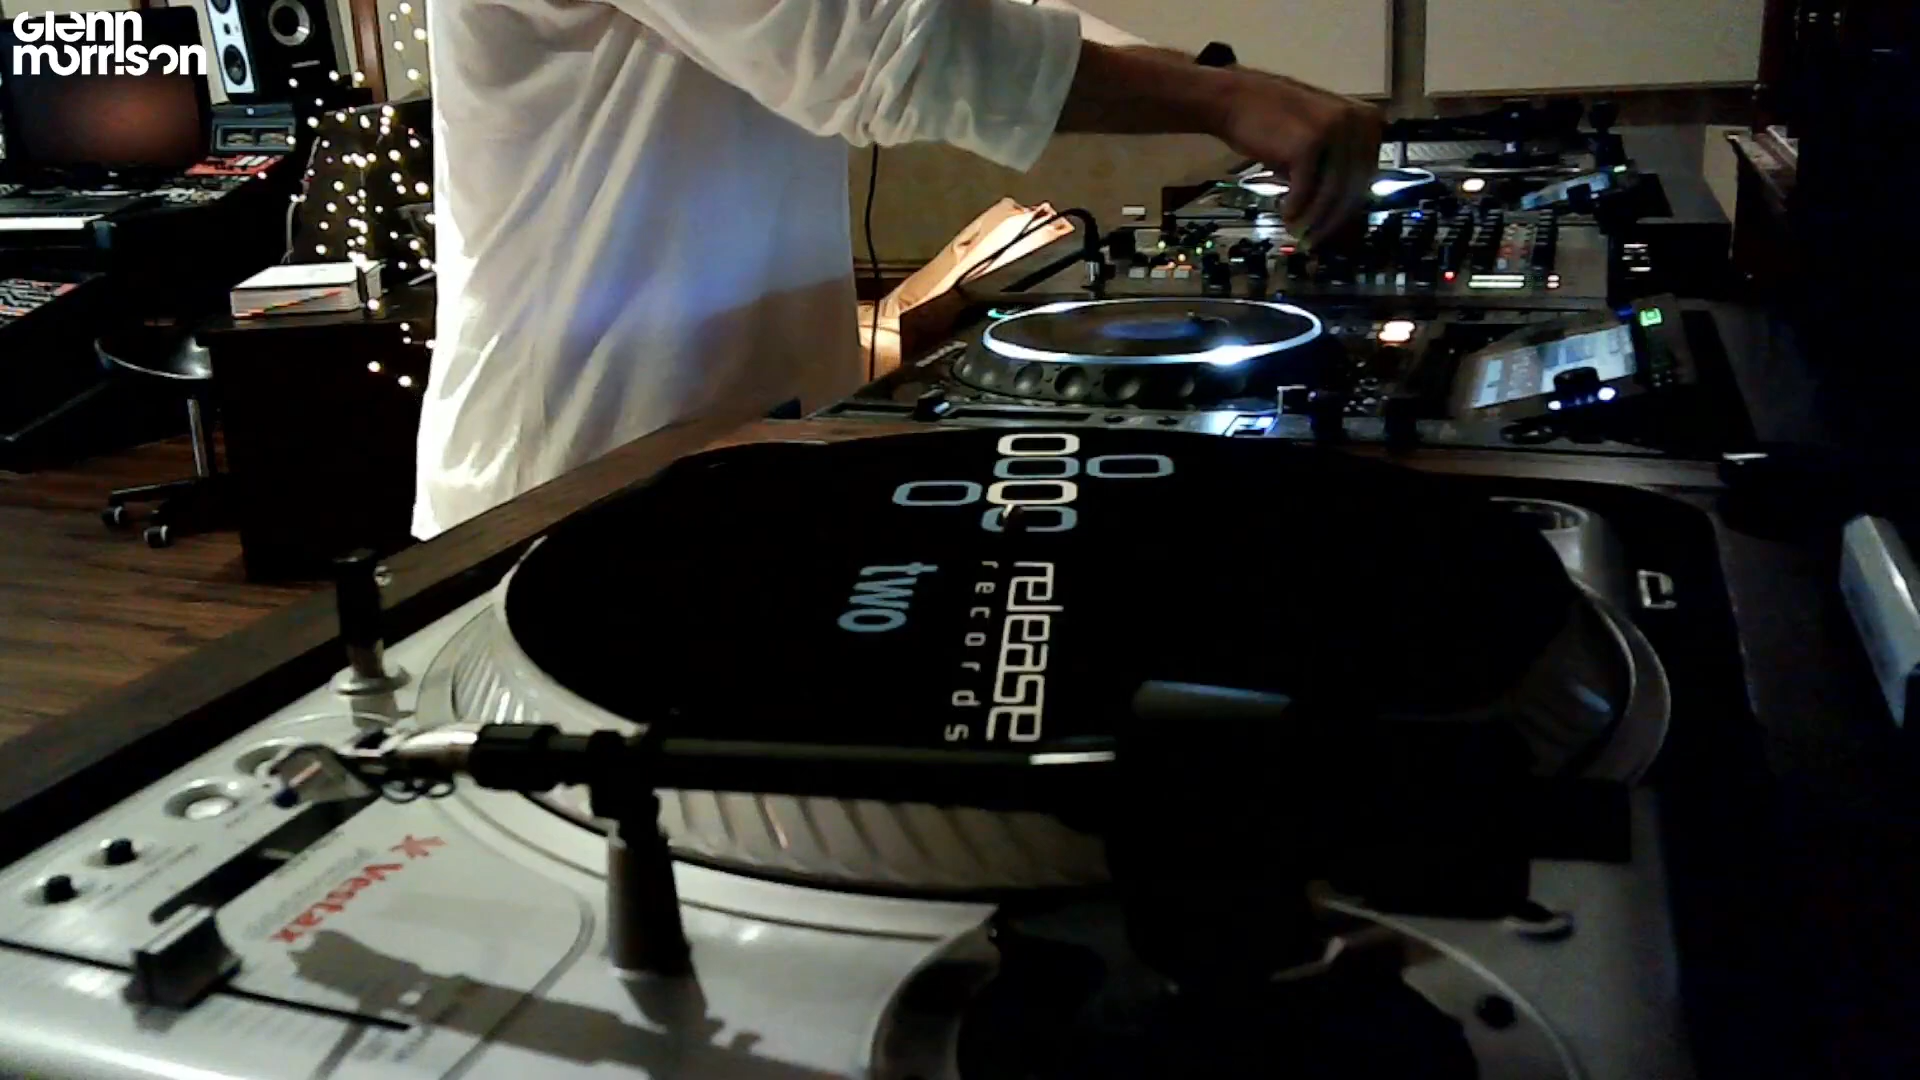 Glenn
morrison
release
records
two
Vestax